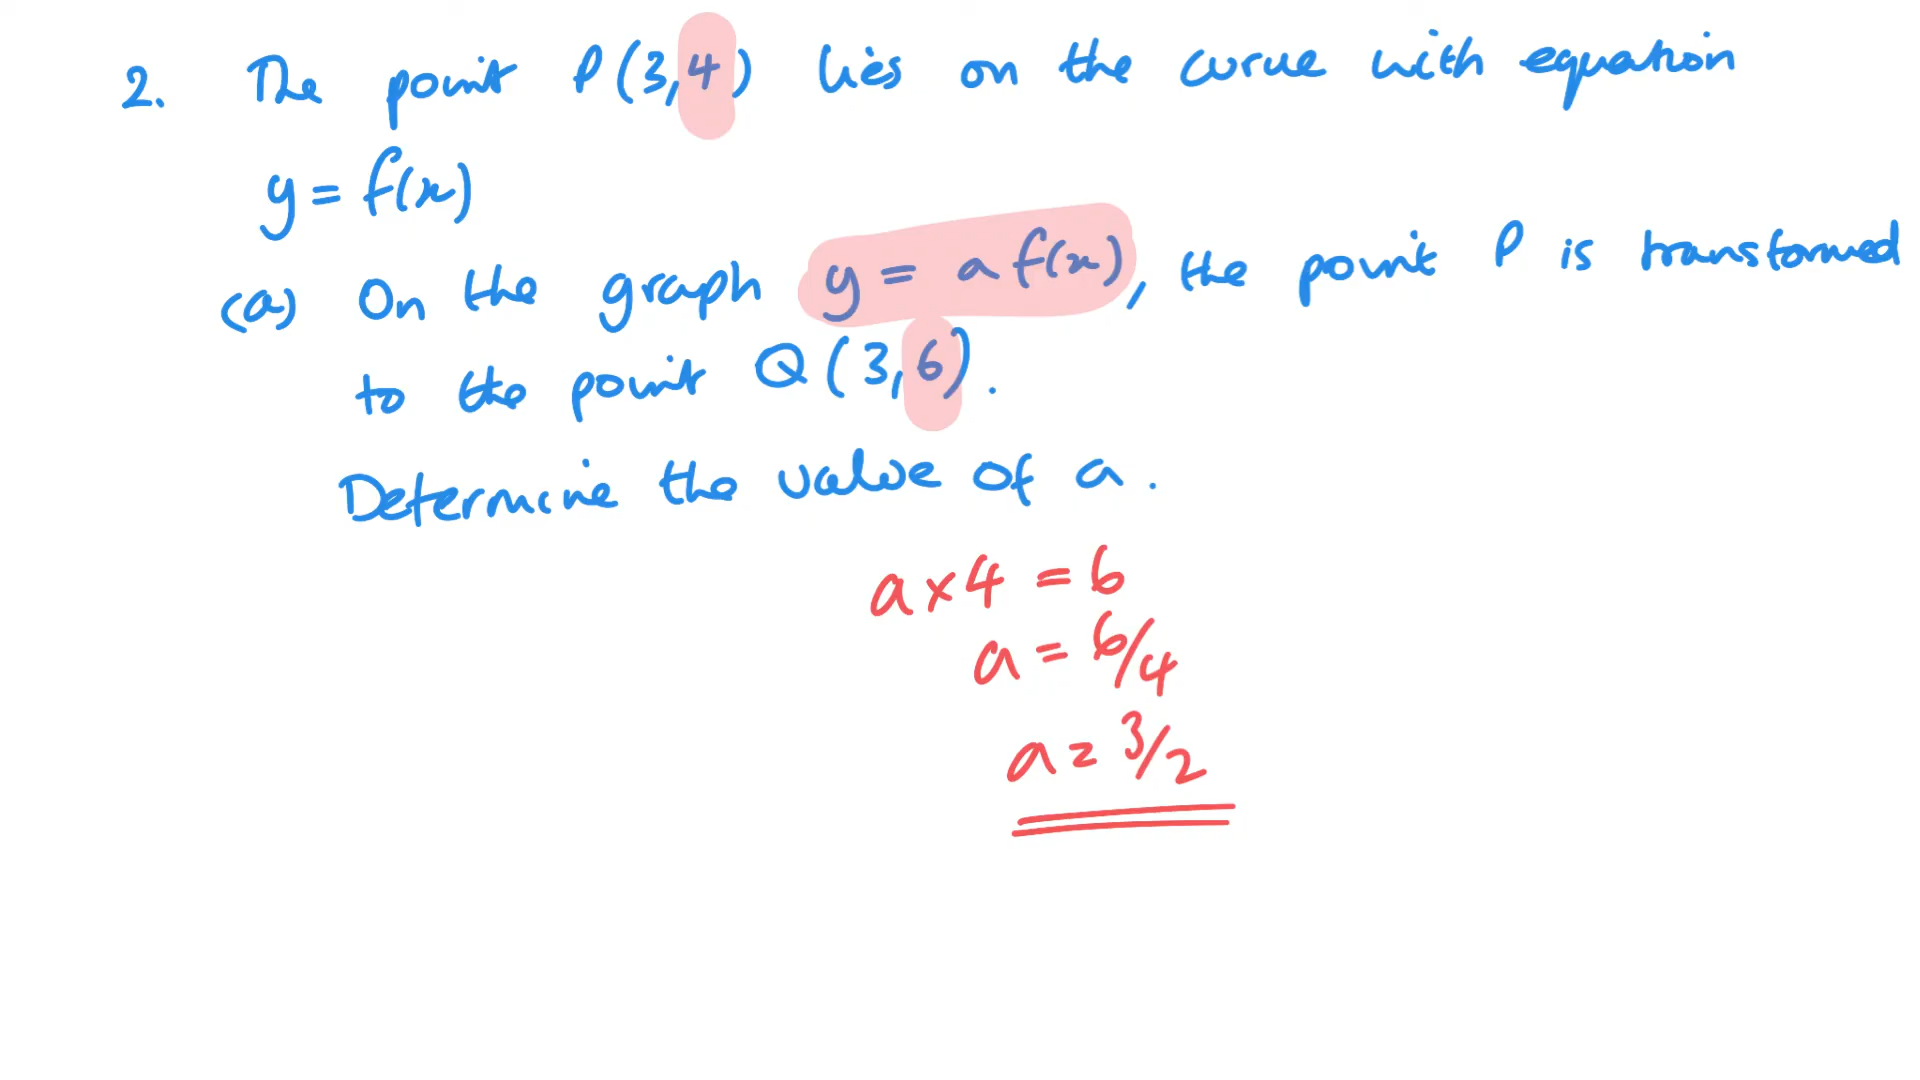 2. The point P(3,4) lies on the curve with equation
y = f(x)
(a) On the graph y = a f(x), the point P is transformed
to the point Q(3,6).
Determine the value of a.
a × 4 = 6
a = 6/4
a = 3/2